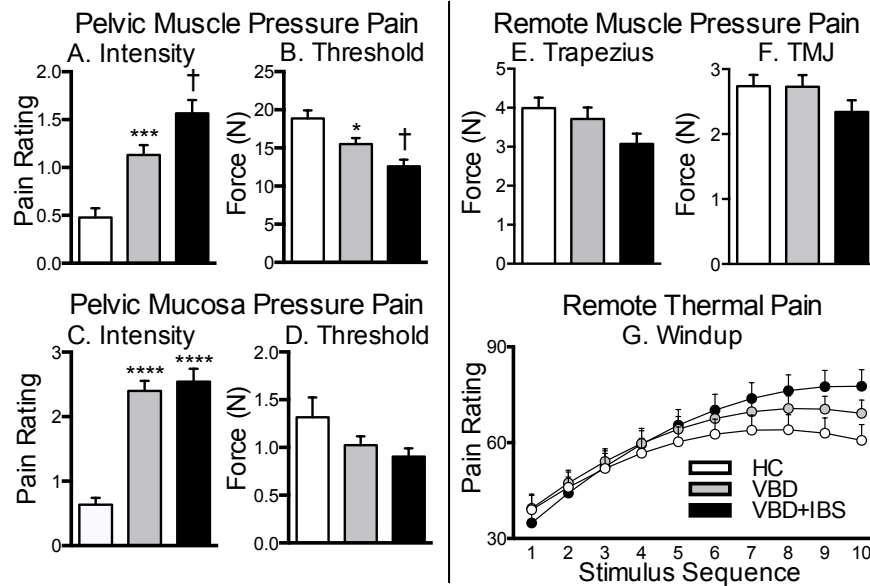 Pelvic Muscle Pressure Pain
A. Intensity
Pain Rating
2.0
1.5
1.0
0.5
0.0
***
†
B. Threshold
Force (N)
25
20
15
10
5
0
*
†
Pelvic Mucosa Pressure Pain
C. Intensity
Pain Rating
3
2
1
0
****
****
D. Threshold
Force (N)
2.0
1.5
1.0
0.5
0.0
Remote Muscle Pressure Pain
E. Trapezius
Force (N)
5
4
3
2
1
0
F. TMJ
Force (N)
3
2
1
0
Remote Thermal Pain
G. Windup
Pain Rating
90
60
30
HC
VBD
VBD+IBS
1 2 3 4 5 6 7 8 9 10
Stimulus Sequence